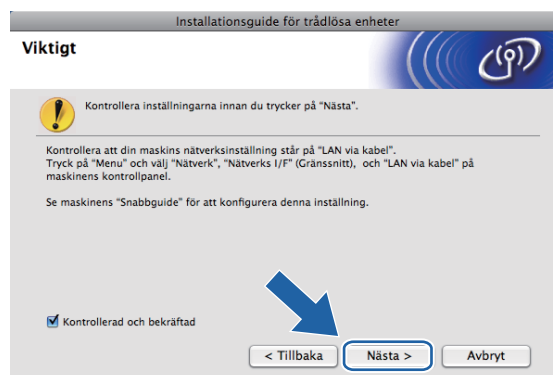 Installationsguide för trådlösa enheter
Viktigt
Kontrollera inställningarna innan du trycker på "Nästa".
Kontrollera att din maskins nätverksinställning står på "LAN via kabel".
Tryck på "Menu" och välj "Nätverk", "Nätverks I/F" (Gränssnitt), och "LAN via kabel" på
maskinens kontrollpanel.
Se maskinens "Snabbguide" för att konfigurera denna inställning.
Kontrollerad och bekräftad
< Tillbaka
Nästa >
Avbryt